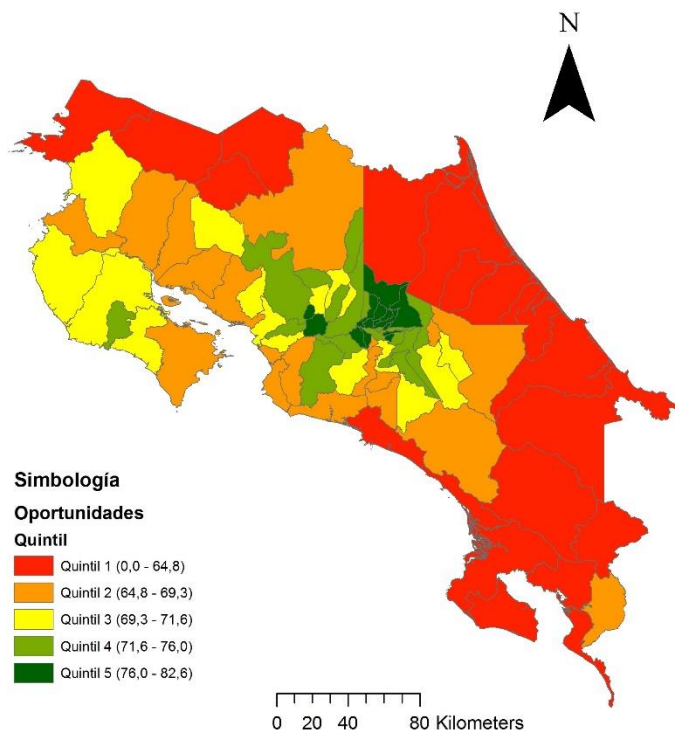 N
Simbología
Oportunidades
Quintil
Quintil 1 (0,0 - 64,8)
Quintil 2 (64,8 - 69,3)
Quintil 3 (69,3 - 71,6)
Quintil 4 (71,6 - 76,0)
Quintil 5 (76,0 - 82,6)
0 20 40 80 Kilometers